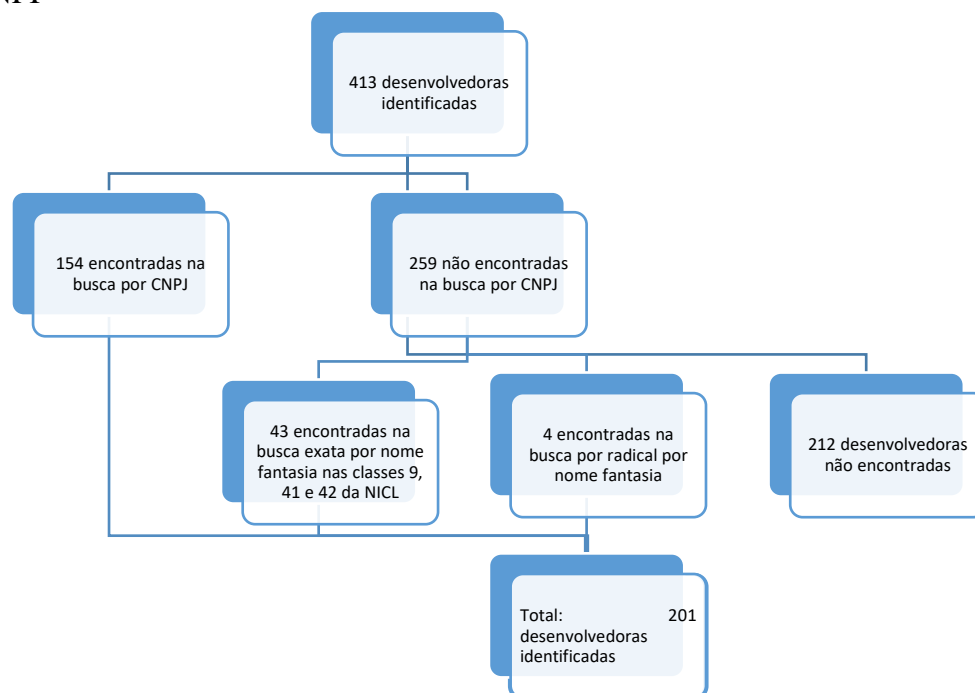 413 desenvolvedoras
identificadas
154 encontradas na
busca por CNPJ
259 não encontradas
na busca por CNPJ
43 encontradas na
busca exata por nome
fantasia nas classes 9,
41 e 42 da NICL
4 encontradas na
busca por radical por
nome fantasia
212 desenvolvedoras
não encontradas
Total: 201
desenvolvedoras
identificadas